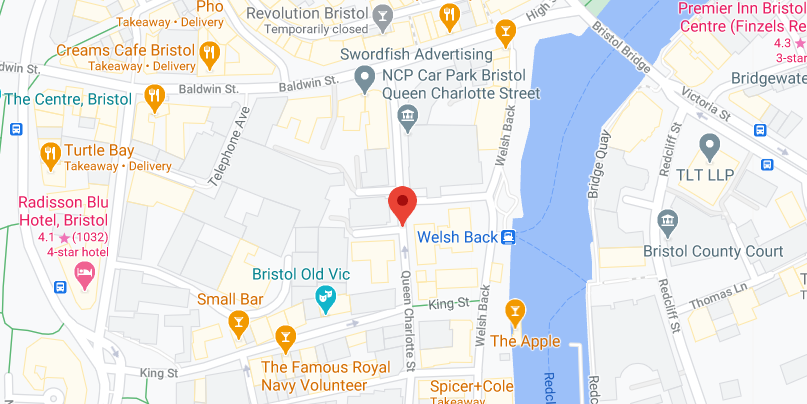 Pho
Takeaway • Delivery
Revolution Bristol
Temporarily closed
High S
Premier Inn Bristol
Centre (Finzels Re
4.3
3-star
Bristol Bridge
Creams Cafe Bristol
Takeaway • Delivery
Swordfish Advertising
NCP Car Park Bristol
Queen Charlotte Street
Bridgewate
dwin St.
Baldwin St.
Baldwin St.
The Centre, Bristol
Victoria St
Telephone Ave
Welsh Back
Redcliff St
Bridge Quay
Turtle Bay
Takeaway • Delivery
TLT LLP
Radisson Blu
Hotel, Bristol
4.1 ★ (1032)
4-star hotel
Welsh Back
Bristol County Court
Bristol Old Vic
Queen Charlotte St
Welsh Back
Redcliff St
Thomas Ln
Small Bar
King St
The Apple
The Famous Royal
Navy Volunteer
King St
Spicer+Cole
Takeaway
Redcl
Redc